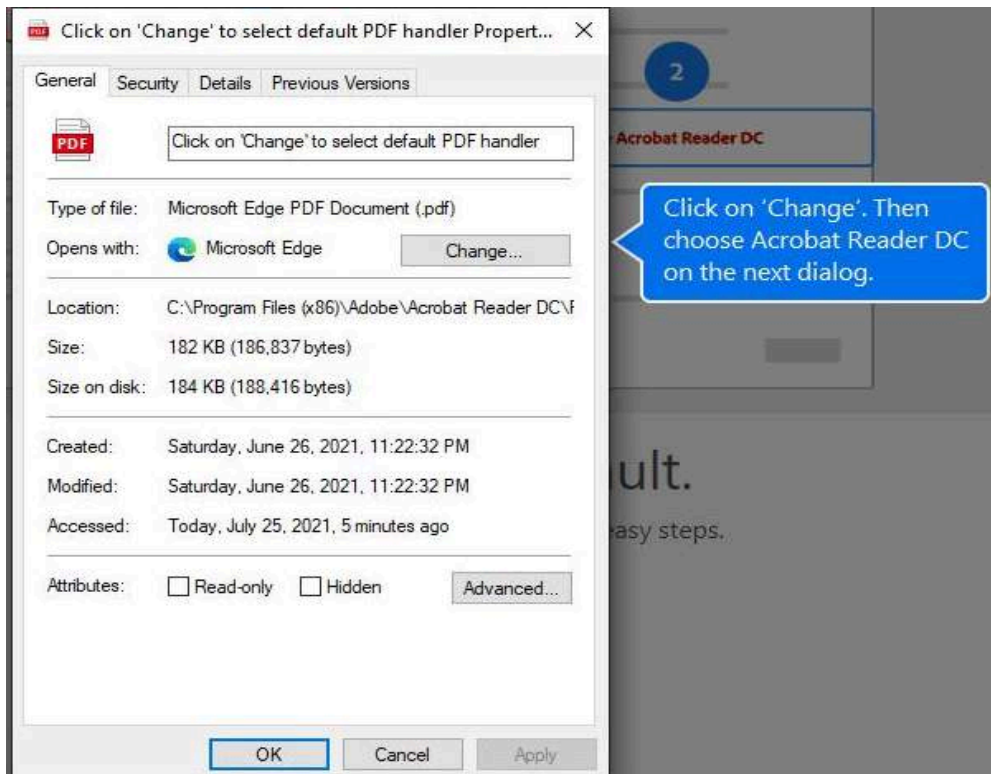 Click on 'Change' to select default PDF handler Propert...
General Security Details Previous Versions
2
PDF
Click on 'Change' to select default PDF handler
Acrobat Reader DC
Type of file: Microsoft Edge PDF Document (.pdf)
Opens with: Microsoft Edge Change...
Click on 'Change'. Then
choose Acrobat Reader DC
on the next dialog.
Location: C:\Program Files (x86)\Adobe\Acrobat Reader DC\
Size: 182 KB (186,837 bytes)
Size on disk: 184 KB (188,416 bytes)
Created: Saturday, June 26, 2021, 11:22:32 PM
Modified: Saturday, June 26, 2021, 11:22:32 PM
Accessed: Today, July 25, 2021, 5 minutes ago
ult.
easy steps.
Attributes: Read-only Hidden Advanced...
OK Cancel Apply